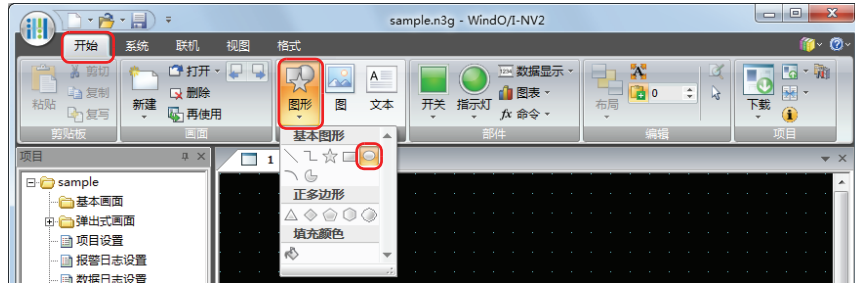 sample.n3g - WindO/I-NV2
开始 系统 联机 视图 格式
粘贴 剪切 复制 复写 新建 打开 删除 再使用 图形 图 文本 开关 指示灯 数据显示 图表 fx 命令 布局 0 下载
剪贴板 画面 部件 编辑 项目
基本图形
正多边形
填充颜色
项目
1
sample
基本画面
弹出式画面
项目设置
报警日志设置
数据日志设置